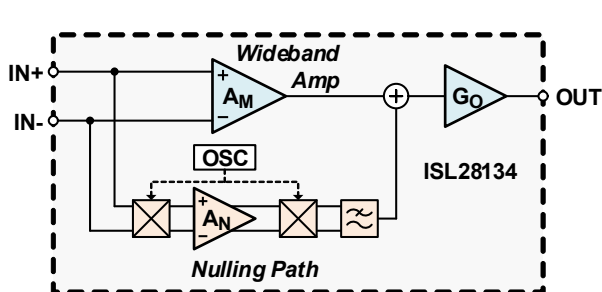 Wideband
Amp
IN+
+
A_M
−
IN-
+
G_O
OUT
OSC
ISL28134
+
A_N
−
Nulling Path